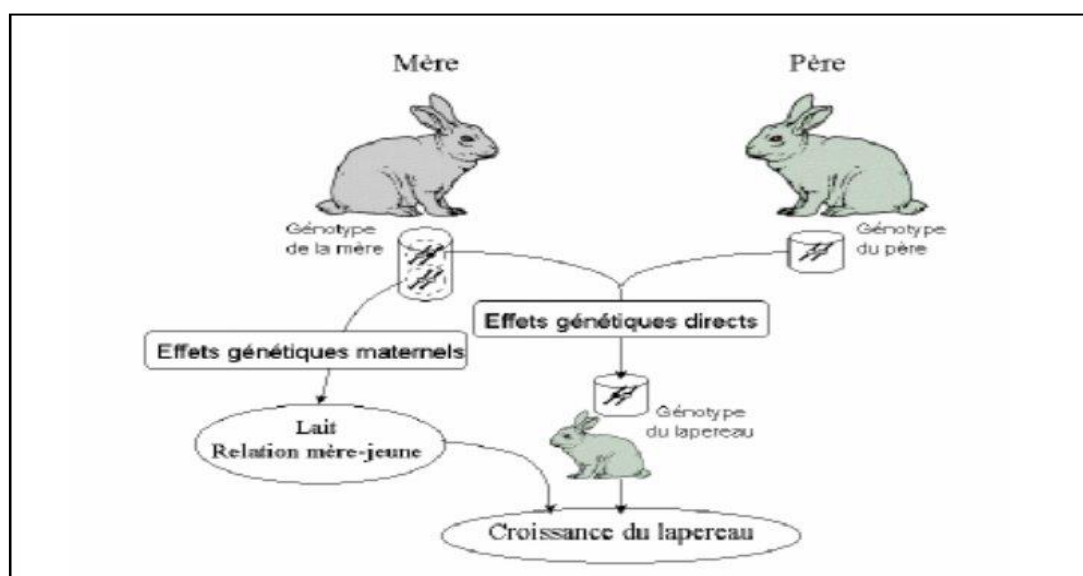 Mère
Père
Génotype
de la mère
Génotype
du père
Effets génétiques directs
Effets génétiques maternels
Lait
Relation mère-jeune
Génotype
du lapereau
Croissance du lapereau